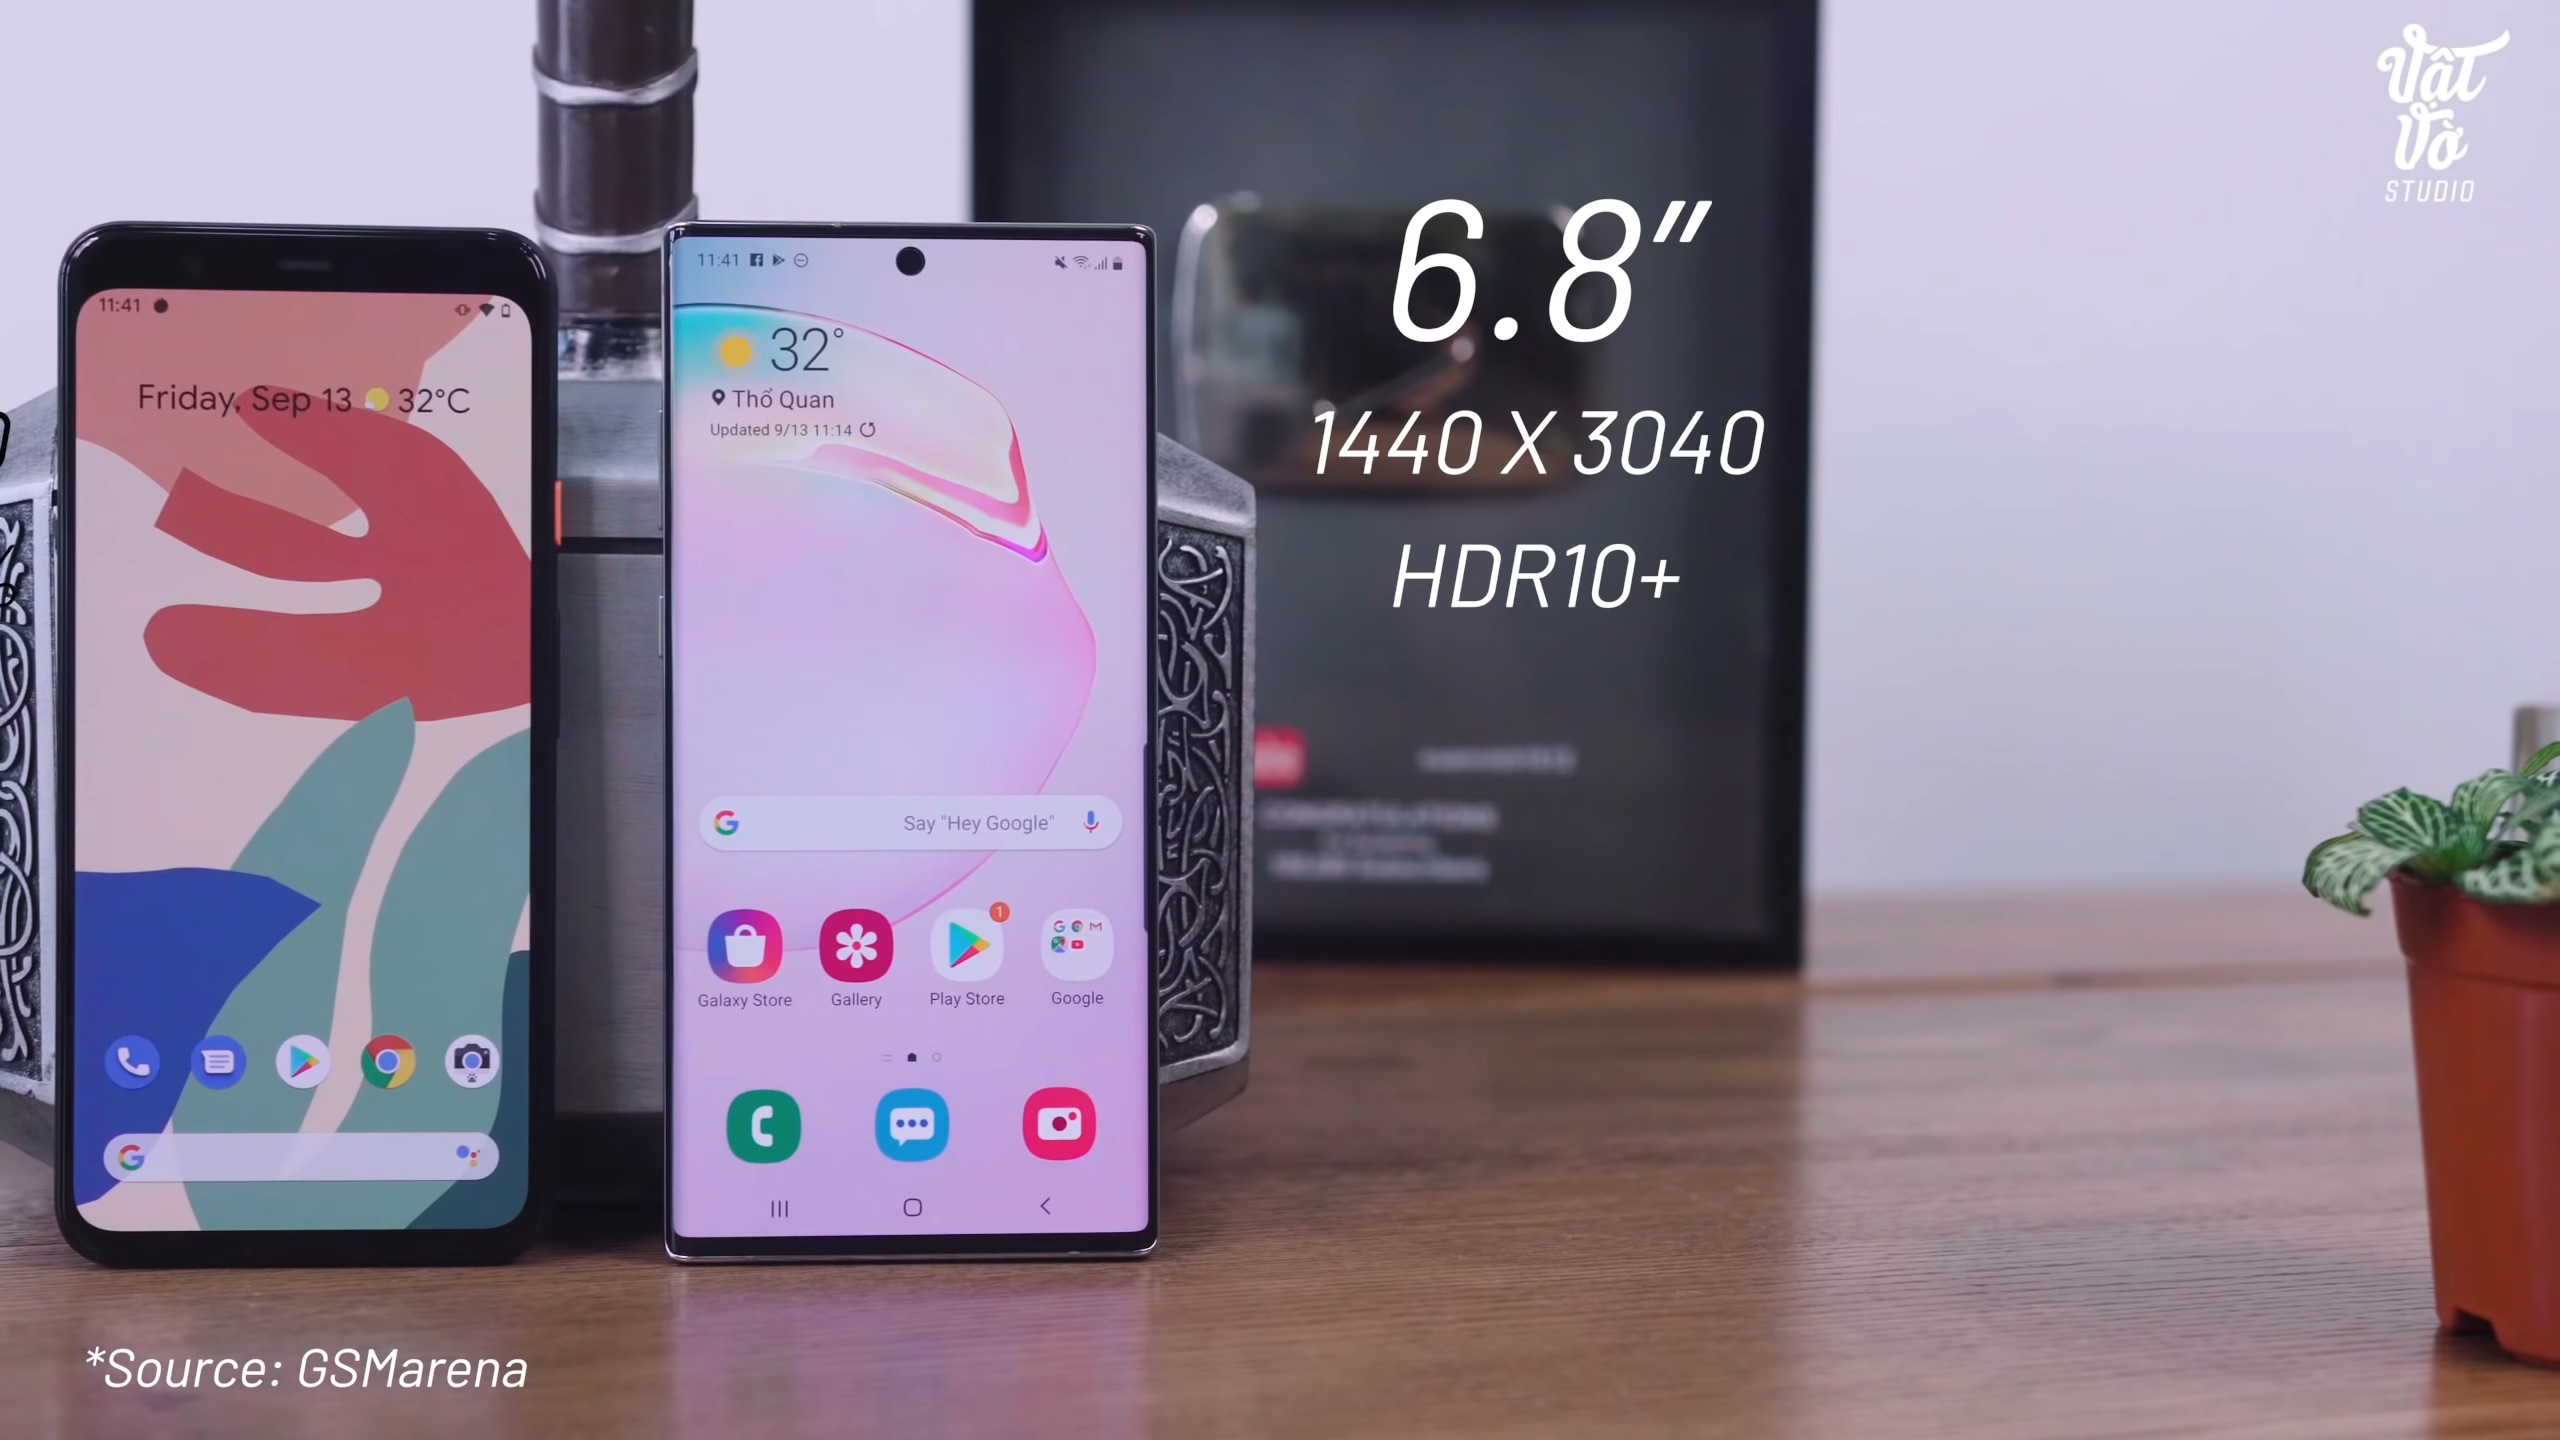 Vật
Vờ
STUDIO
6.8"
1440 X 3040
HDR10+
11:41
Friday, Sep 13 32°C
11:41
32°
Thổ Quan
Updated 9/13 11:14
Say "Hey Google"
1
Galaxy Store Gallery Play Store Google
*Source: GSMarena